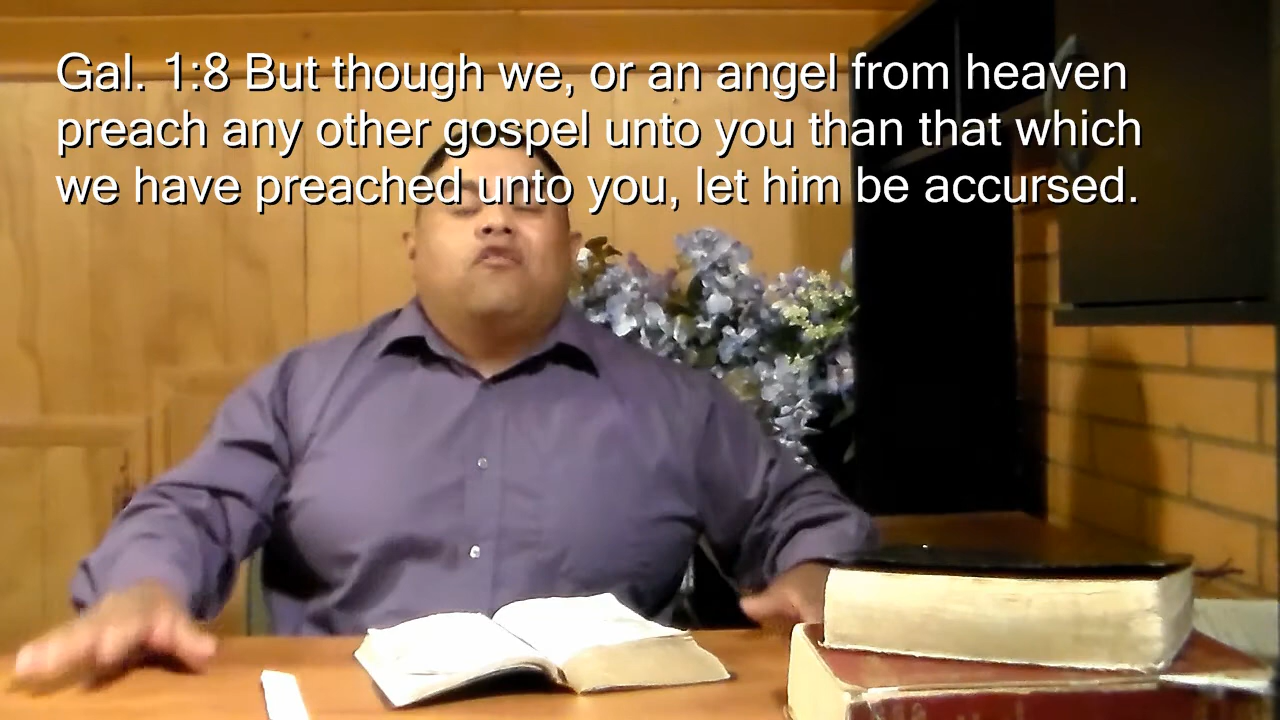 Gal. 1:8 But though we, or an angel from heaven
preach any other gospel unto you than that which
we have preached unto you, let him be accursed.